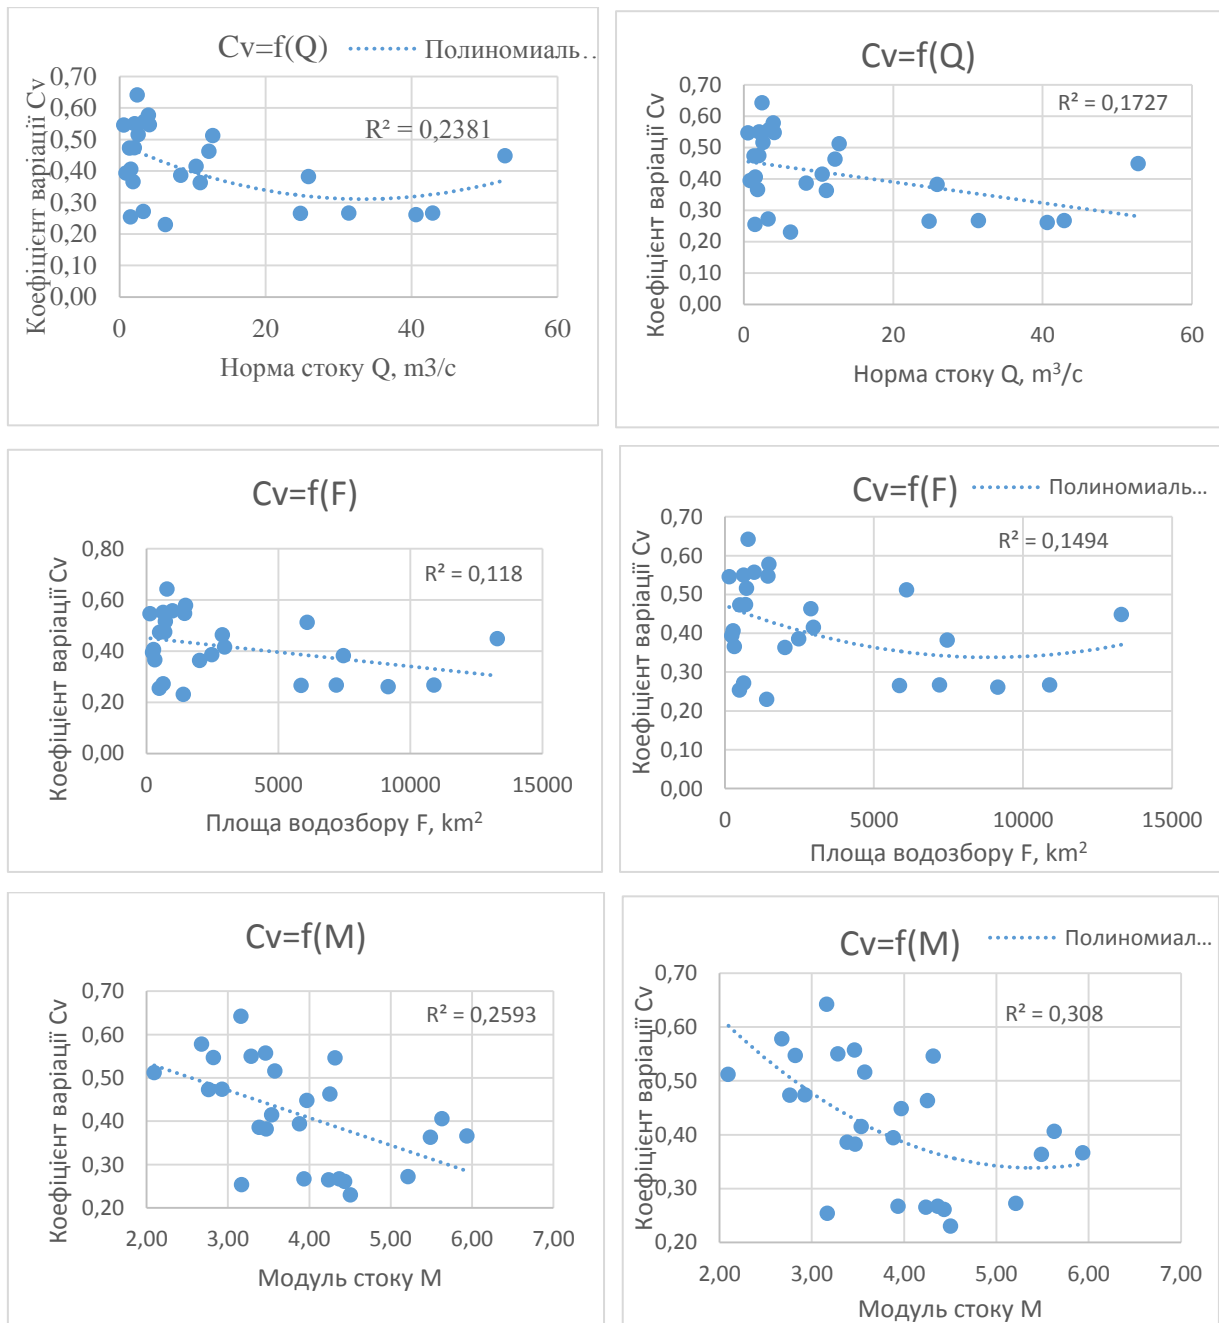 Cv=f(Q)
Полиномиаль..
Коефіцієнт варіації Cv
0,70
0,60
0,50
0,40
0,30
0,20
0,10
0,00
R² = 0,2381
0 20 40 60
Норма стоку Q, m3/с
Cv=f(Q)
Коефіцієнт варіації Cv
0,70
0,60
0,50
0,40
0,30
0,20
0,10
0,00
R² = 0,1727
0 20 40 60
Норма стоку Q, m³/с
Cv=f(F)
Коефіцієнт варіації Cv
0,80
0,60
0,40
0,20
0,00
R² = 0,118
0 5000 10000 15000
Площа водозбору F, km²
Cv=f(F)
Полиномиаль...
Коефіцієнт варіації Cv
0,70
0,60
0,50
0,40
0,30
0,20
0,10
0,00
R² = 0,1494
0 5000 10000 15000
Площа водозбору F, km²
Cv=f(M)
Коефіцієнт варіації Cv
0,70
0,60
0,50
0,40
0,30
0,20
R² = 0,2593
2,00 3,00 4,00 5,00 6,00 7,00
Модуль стоку М
Cv=f(M)
Полиномиал...
Коефіцієнт варіації Cv
0,70
0,60
0,50
0,40
0,30
0,20
R² = 0,308
2,00 3,00 4,00 5,00 6,00 7,00
Модуль стоку М